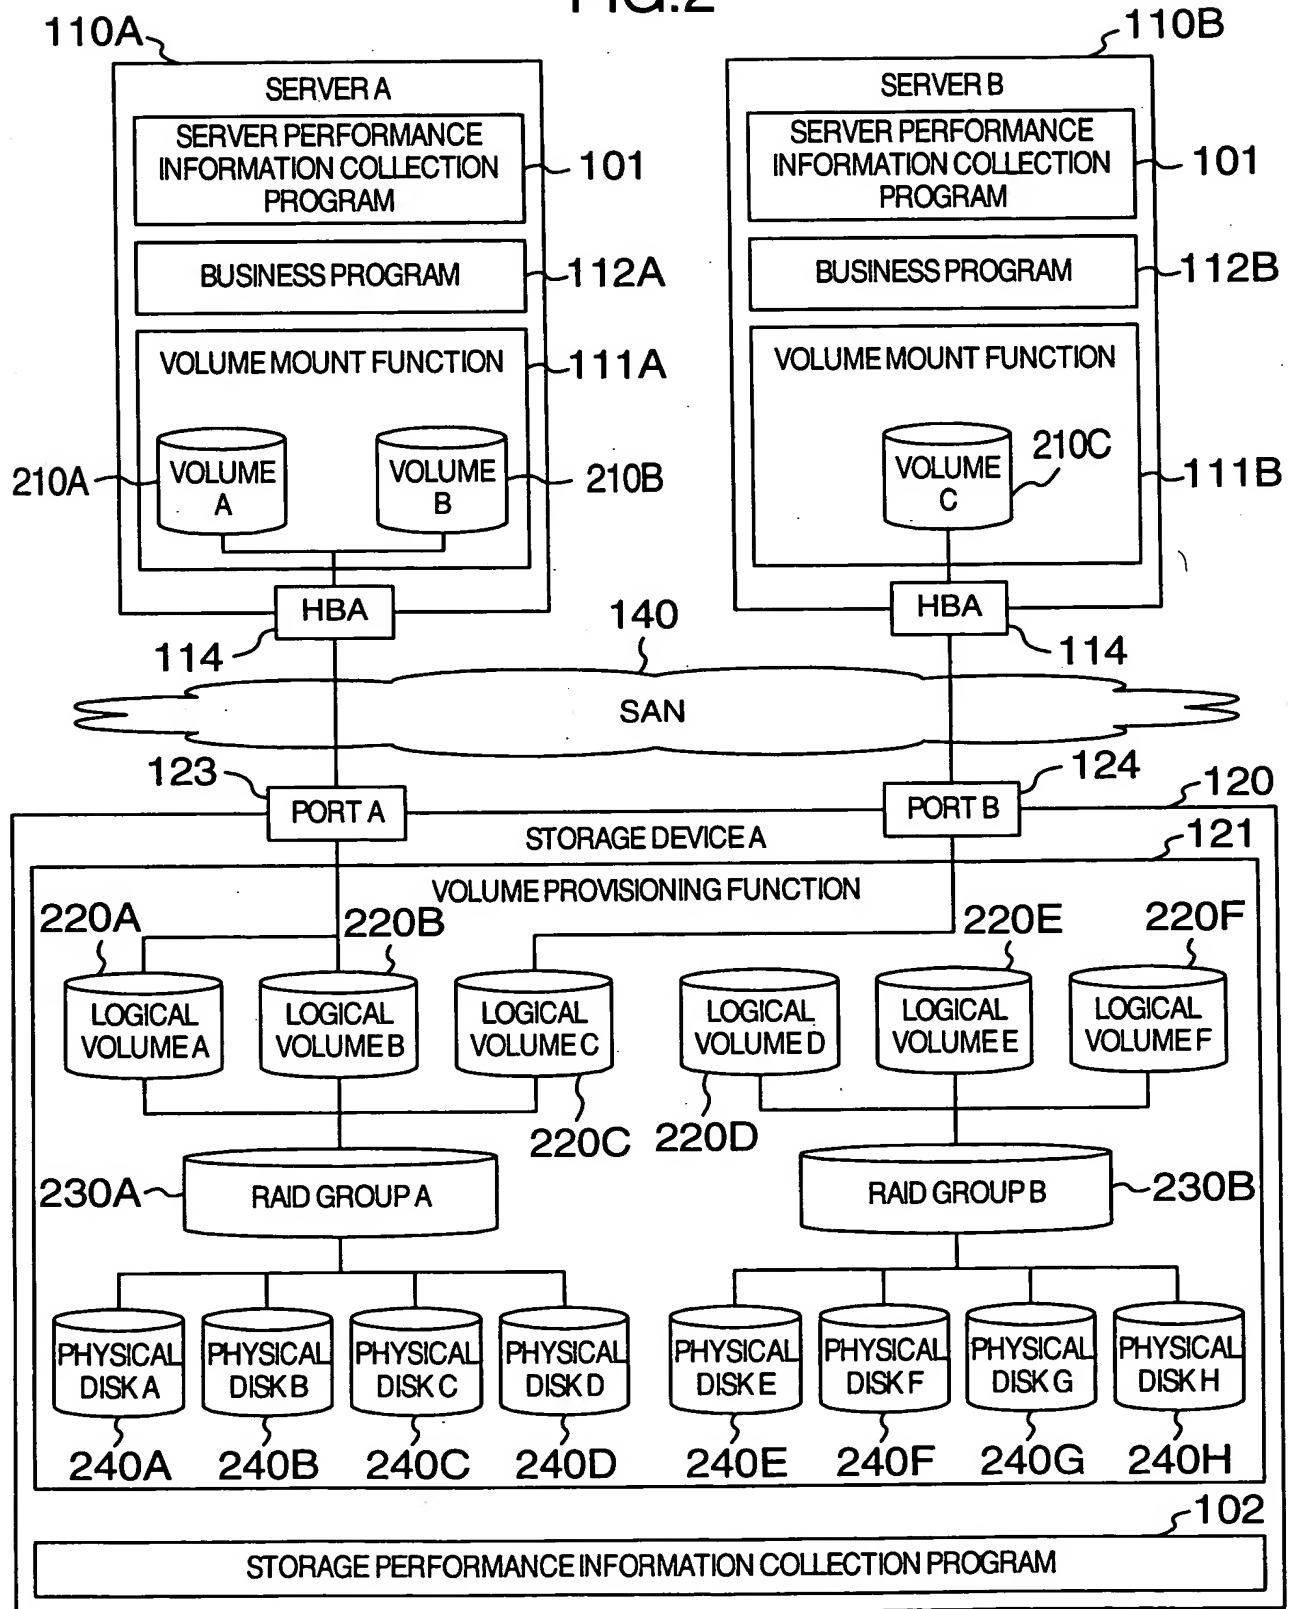 FIG.2
110A
110B
SERVER A
SERVER PERFORMANCE
INFORMATION COLLECTION
PROGRAM
101
BUSINESS PROGRAM
112A
VOLUME MOUNT FUNCTION
111A
VOLUME
A
210A
VOLUME
B
210B
HBA
114
SERVER B
SERVER PERFORMANCE
INFORMATION COLLECTION
PROGRAM
101
BUSINESS PROGRAM
112B
VOLUME MOUNT FUNCTION
111B
VOLUME
C
210C
HBA
114
140
SAN
123
PORT A
124
PORT B
120
STORAGE DEVICE A
121
VOLUME PROVISIONING FUNCTION
220A
220B
220E
220F
LOGICAL
VOLUME A
LOGICAL
VOLUME B
LOGICAL
VOLUME C
LOGICAL
VOLUME D
LOGICAL
VOLUME E
LOGICAL
VOLUME F
220C
220D
230A
RAID GROUP A
RAID GROUP B
230B
PHYSICAL
DISK A
PHYSICAL
DISK B
PHYSICAL
DISK C
PHYSICAL
DISK D
PHYSICAL
DISK E
PHYSICAL
DISK F
PHYSICAL
DISK G
PHYSICAL
DISK H
240A
240B
240C
240D
240E
240F
240G
240H
102
STORAGE PERFORMANCE INFORMATION COLLECTION PROGRAM